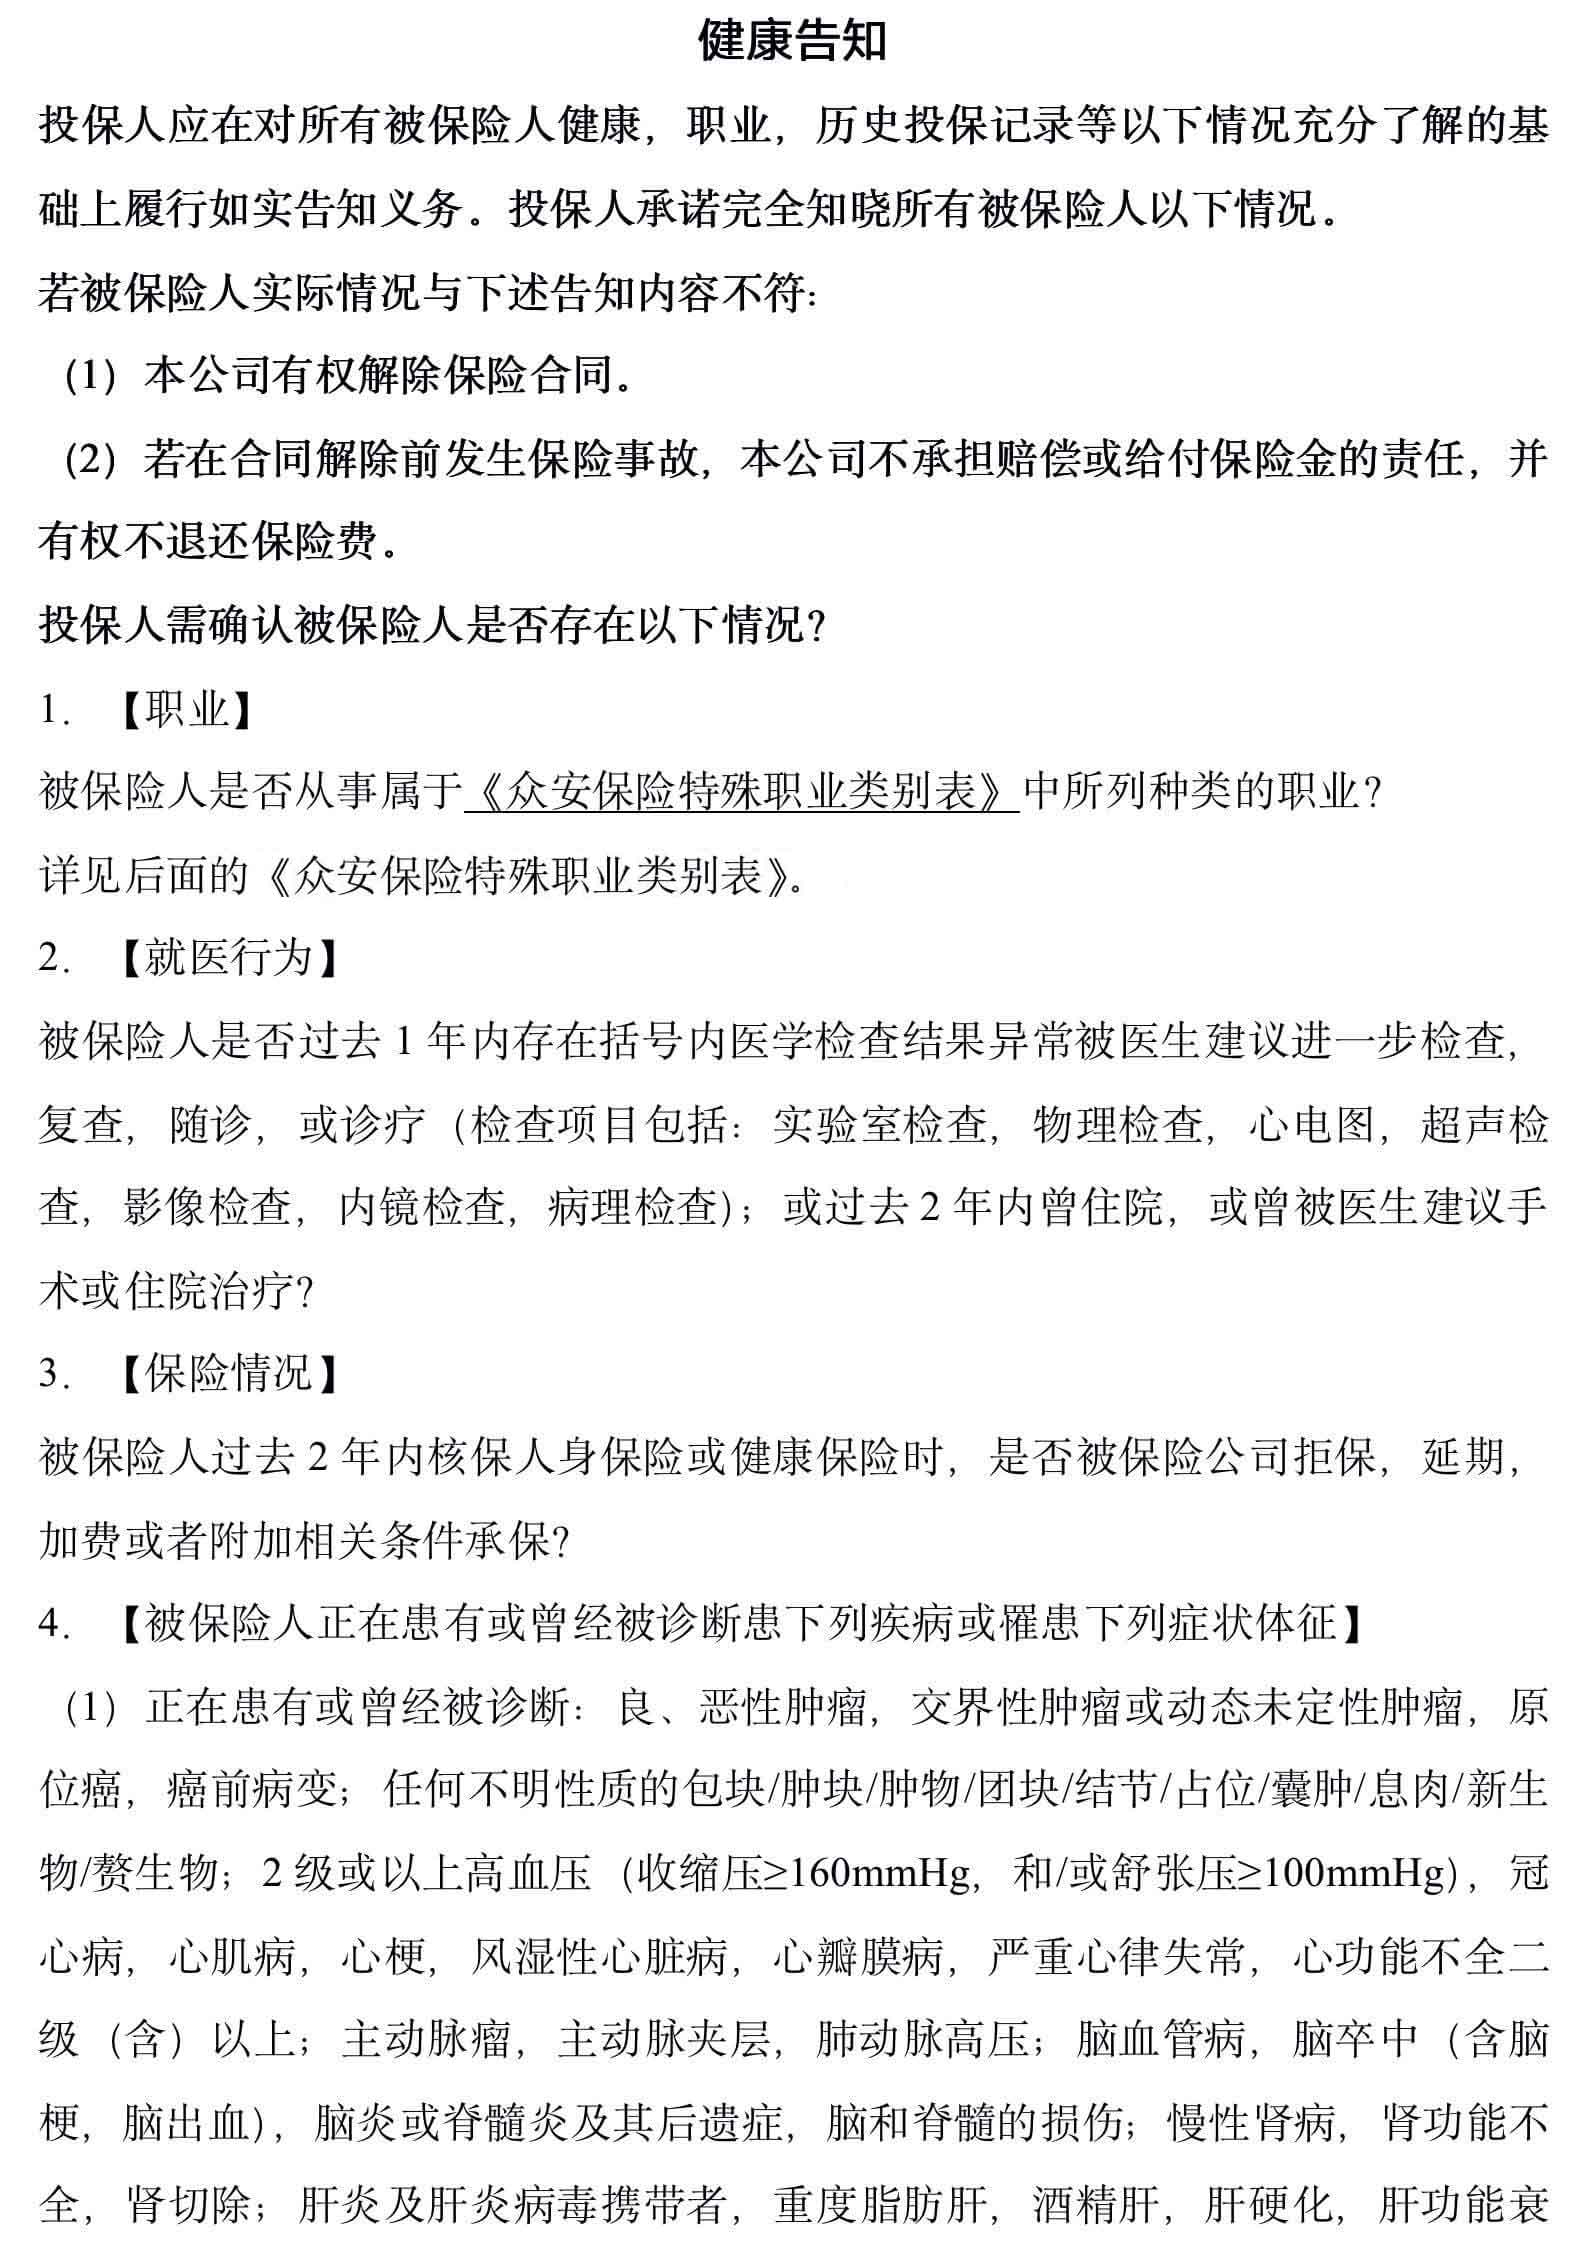 健康告知
投保人应在对所有被保险人健康，职业，历史投保记录等以下情况充分了解的基
础上履行如实告知义务。投保人承诺完全知晓所有被保险人以下情况。
若被保险人实际情况与下述告知内容不符：
（1）本公司有权解除保险合同。
（2）若在合同解除前发生保险事故，本公司不承担赔偿或给付保险金的责任，并
有权不退还保险费。
投保人需确认被保险人是否存在以下情况？
1. 【职业】
被保险人是否从事属于《众安保险特殊职业类别表》中所列种类的职业？
详见后面的《众安保险特殊职业类别表》。
2. 【就医行为】
被保险人是否过去 1 年内存在括号内医学检查结果异常被医生建议进一步检查，
复查，随诊，或诊疗（检查项目包括：实验室检查，物理检查，心电图，超声检
查，影像检查，内镜检查，病理检查）；或过去 2 年内曾住院，或曾被医生建议手
术或住院治疗？
3. 【保险情况】
被保险人过去 2 年内核保人身保险或健康保险时，是否被保险公司拒保，延期，
加费或者附加相关条件承保？
4. 【被保险人正在患有或曾经被诊断患下列疾病或罹患下列症状体征】
（1）正在患有或曾经被诊断：良、恶性肿瘤，交界性肿瘤或动态未定性肿瘤，原
位癌，癌前病变；任何不明性质的包块/肿块/肿物/团块/结节/占位/囊肿/息肉/新生
物/赘生物；2 级或以上高血压（收缩压≥160mmHg，和/或舒张压≥100mmHg），冠
心病，心肌病，心梗，风湿性心脏病，心瓣膜病，严重心律失常，心功能不全二
级（含）以上；主动脉瘤，主动脉夹层，肺动脉高压；脑血管病，脑卒中（含脑
梗，脑出血），脑炎或脊髓炎及其后遗症，脑和脊髓的损伤；慢性肾病，肾功能不
全，肾切除；肝炎及肝炎病毒携带者，重度脂肪肝，酒精肝，肝硬化，肝功能衰